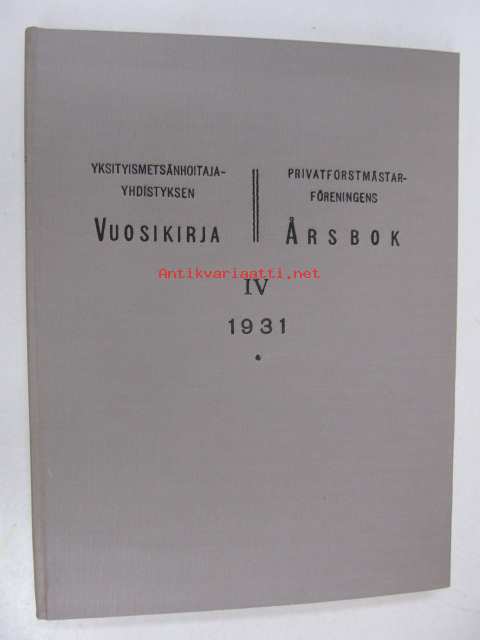 YKSITYISMETSÄNHOITAJA-
YHDISTYKSEN
VUOSIKIRJA
PRIVATFORSTMÄSTAR-
FÖRENINGENS
ÅRSBOK
Antikvariaatti.net
IV
1931